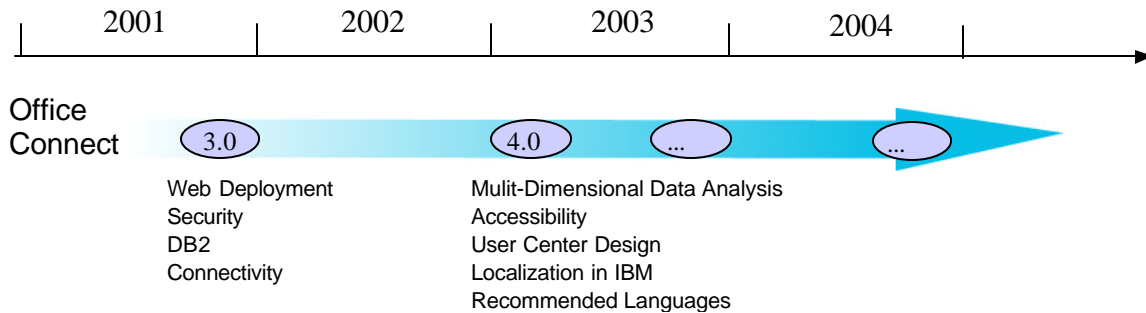 2001 2002 2003 2004
Office
Connect
3.0 4.0 ... ...
Web Deployment
Security
DB2
Connectivity
Mulit-Dimensional Data Analysis
Accessibility
User Center Design
Localization in IBM
Recommended Languages